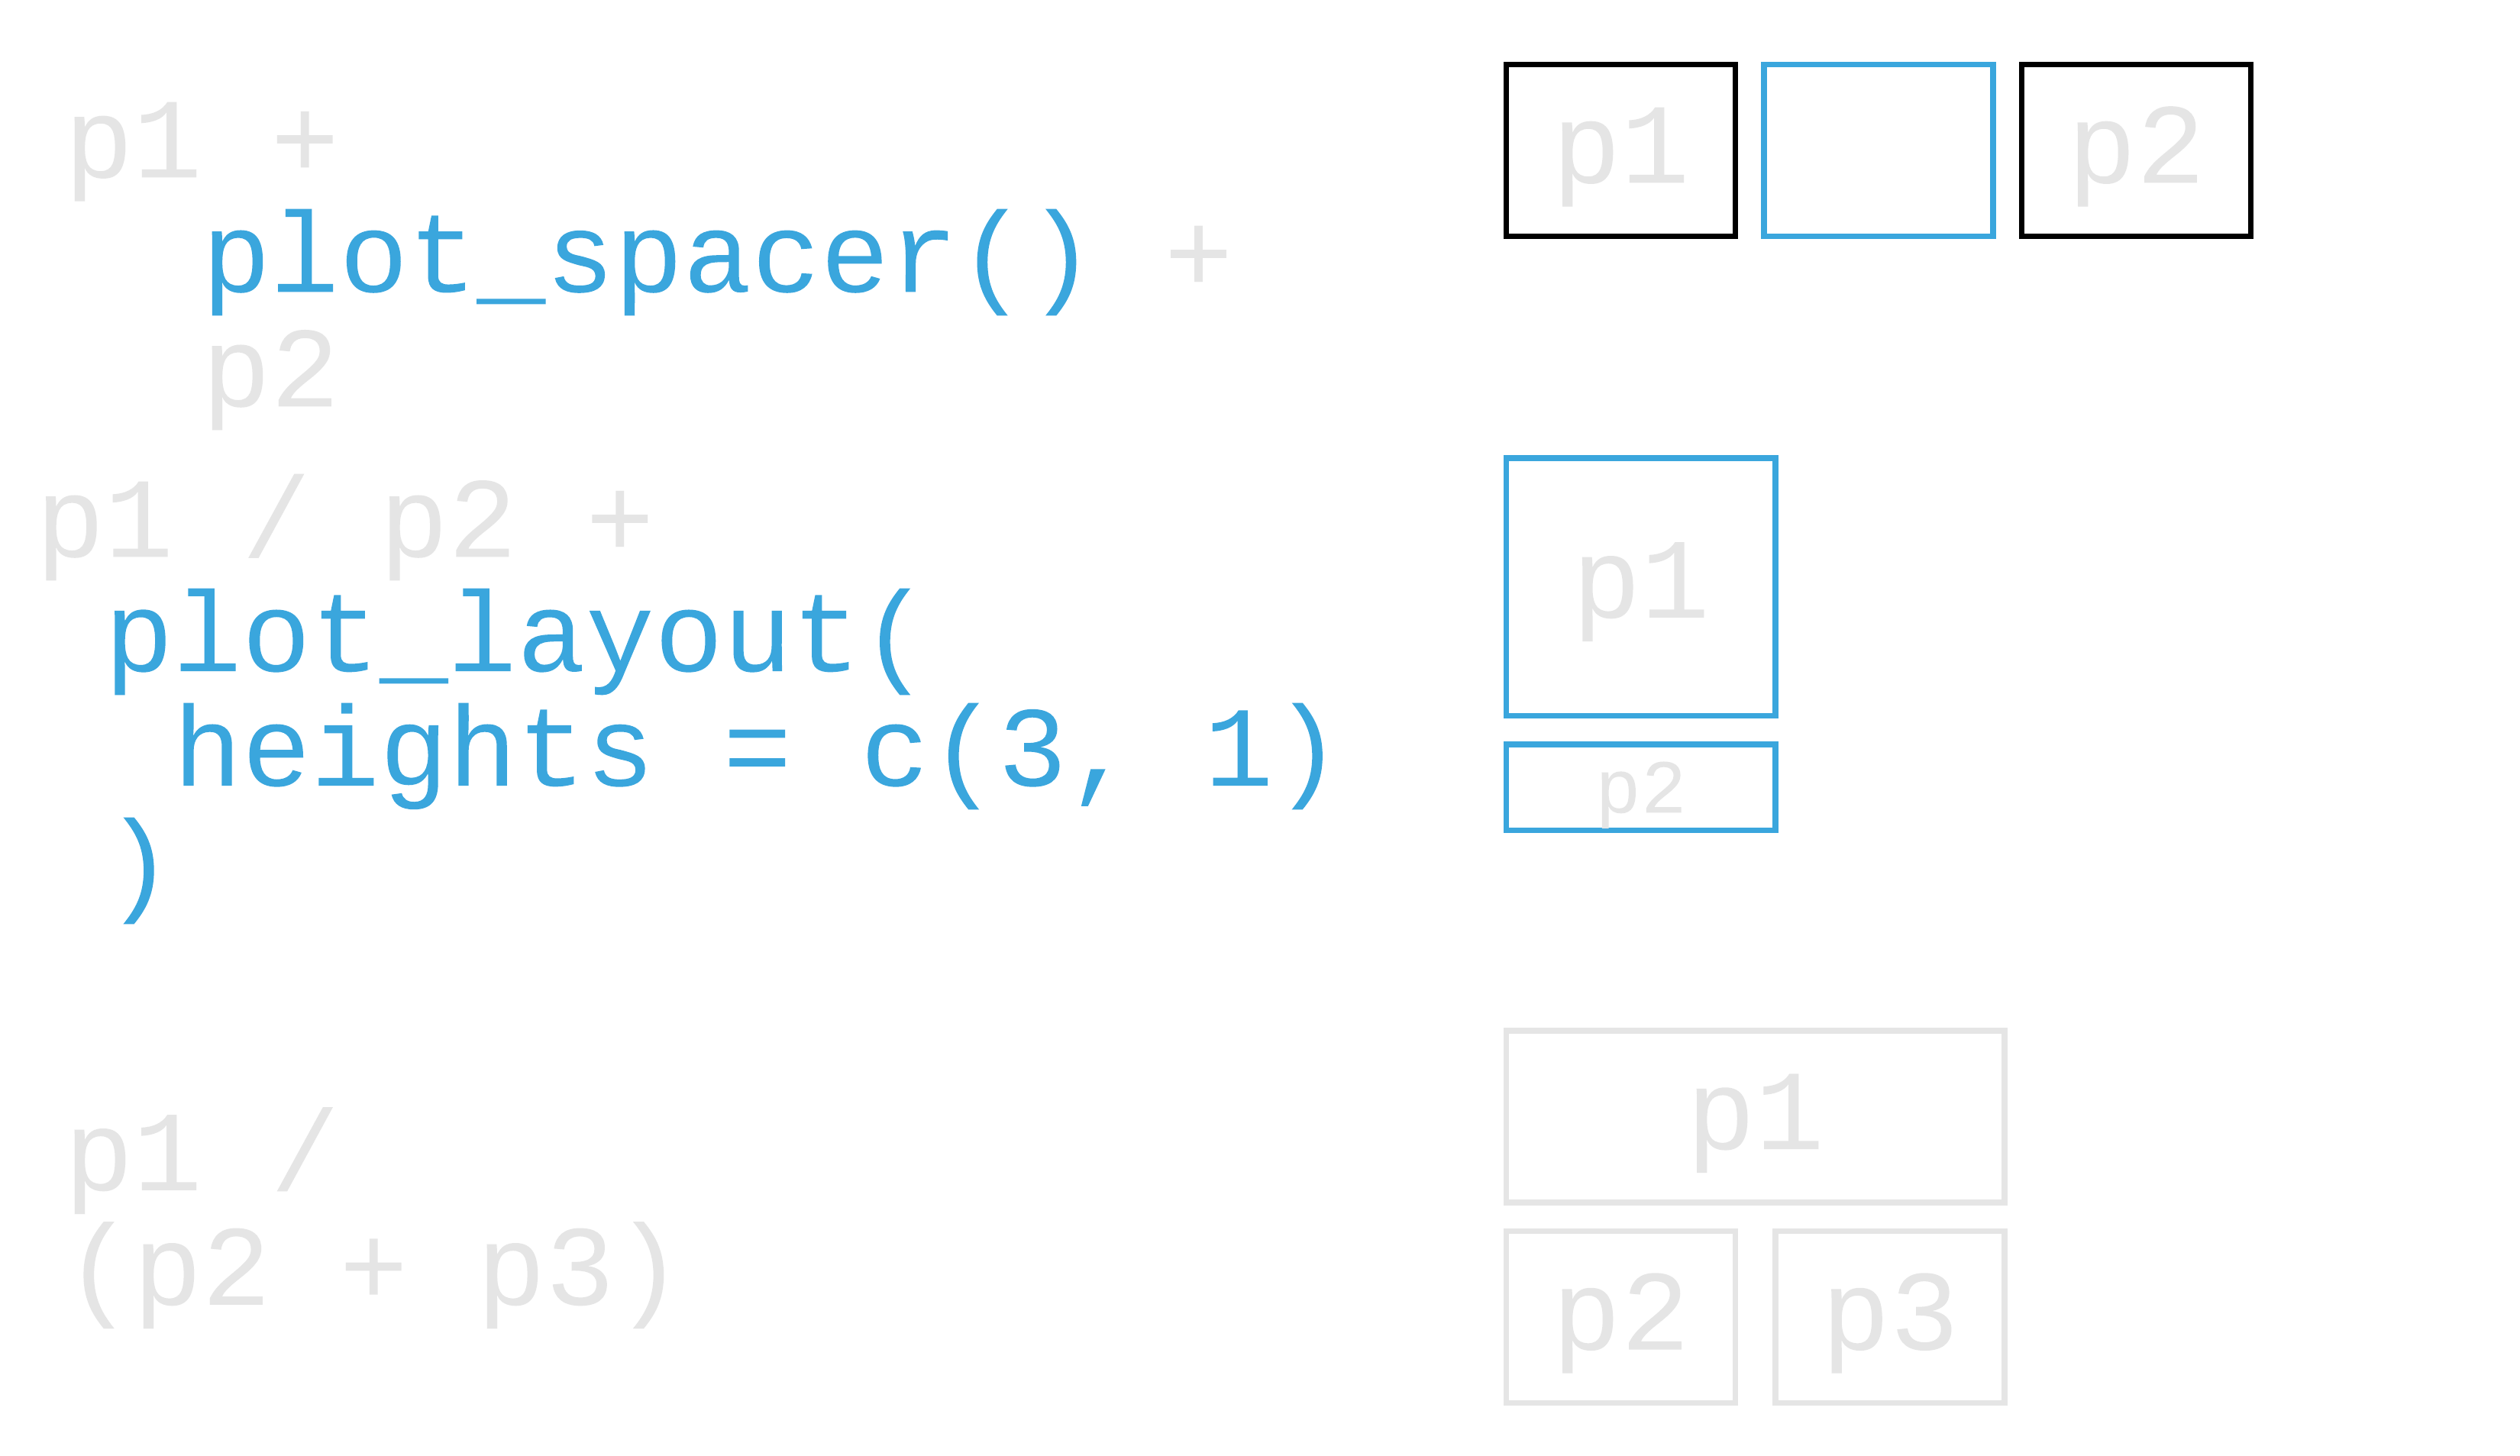 p1 +
plot_spacer() +
p2
p1 p2
p1 / p2 +
plot_layout(
heights = c(3, 1)
)
p1
p2
p1 /
(p2 + p3)
p1
p2 p3